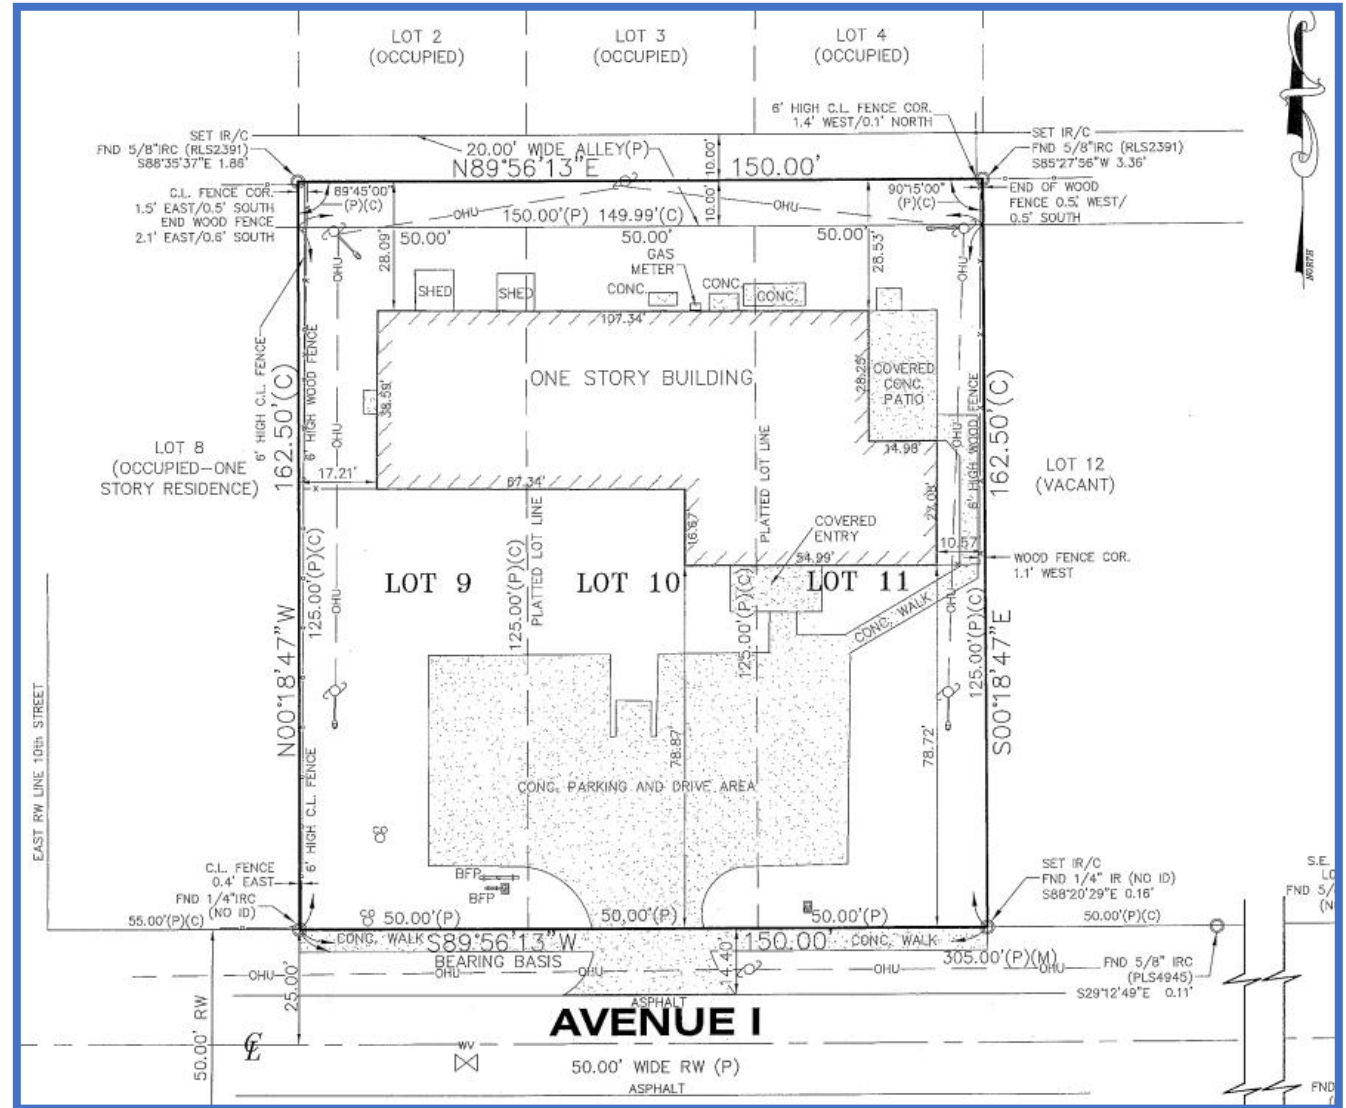 LOT 2
(OCCUPIED)
LOT 3
(OCCUPIED)
LOT 4
(OCCUPIED)
6' HIGH C.L. FENCE COR.
1.4' WEST/0.1' NORTH
SET IR/C
FND 5/8"IRC (RLS2391)
S88°35'37"E 1.86'
20.00' WIDE ALLEY(P)
N89°56'13"E
150.00'
10.00'
10.00'
SET IR/C
FND 5/8"IRC (RLS2391)
S85°27'56"W 3.36'
C.L. FENCE COR.
1.5' EAST/0.5' SOUTH
END WOOD FENCE
2.1' EAST/0.6' SOUTH
89°45'00"
(P)(C)
90°15'00"
(P)(C)
END OF WOOD
FENCE 0.5' WEST/
0.5' SOUTH
OHU
150.00'(P) 149.99'(C)
OHU
50.00'
50.00'
50.00'
NORTH
28.09'
28.53'
GAS
METER
OHU
OHU
SHED
SHED
CONC.
CONC.
CONC.
107.34'
ONE STORY BUILDING
28.25'
COVERED
CONC.
PATIO
38.59'
6' HIGH C.L. FENCE
6' HIGH WOOD FENCE
162.50'(C)
OHU
PLATTED LOT LINE
14.98'
OHU
6' HIGH WOOD FENCE
162.50'(C)
LOT 8
(OCCUPIED-ONE
STORY RESIDENCE)
17.21'
67.34'
LOT 12
(VACANT)
PLATTED LOT LINE
16.67'
27.08'
COVERED
ENTRY
54.99'
10.57'
WOOD FENCE COR.
1.1' WEST
LOT 9
LOT 10
LOT 11
125.00'(P)(C)
OHU
125.00'(P)(C)
125.00'(P)(C)
CONC. WALK
OHU
125.00'(P)(C)
N00°18'47"W
S00°18'47"E
EAST RW LINE 10th STREET
78.87'
78.72'
CONC. PARKING AND DRIVE AREA
6' HIGH C.L. FENCE
C.L. FENCE
0.4' EAST
FND 1/4"IRC
(NO ID)
BFP
BFP
SET IR/C
FND 1/4" IR (NO ID)
S88°20'29"E 0.16'
S.E.
FND 5/
55.00'(P)(C)
50.00'(P)
50.00'(P)
50.00'(P)
50.00'(P)(C)
CONC. WALK
S89°56'13"W
150.00'
CONC. WALK
BEARING BASIS
305.00'(P)(M)
OHU
OHU
OHU
OHU
OHU
FND 5/8" IRC
(PLS4945)
S29°12'49"E 0.11'
25.00'
14.40'
ASPHALT
AVENUE I
50.00' RW
CL
WV
50.00' WIDE RW (P)
ASPHALT
FND